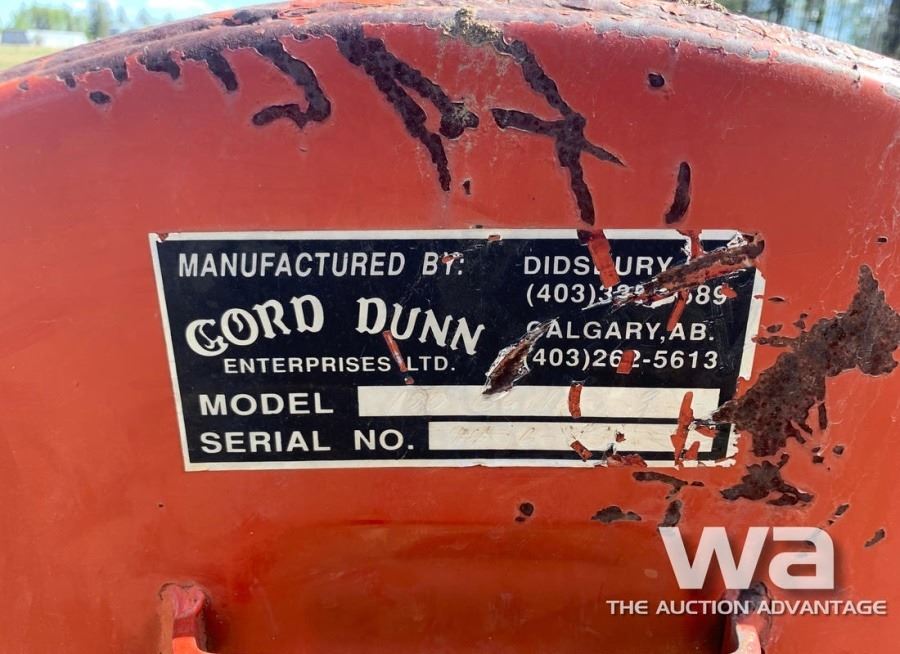 MANUFACTURED BY:
GORD DUNN
ENTERPRISES LTD.
DIDSBURY,
(403)
CALGARY,AB.
(403)262-5613
MODEL
SERIAL NO.
wa
THE AUCTION ADVANTAGE